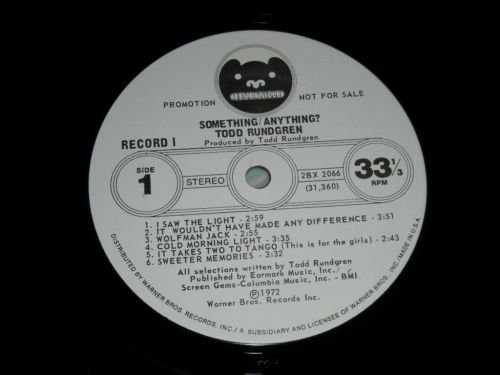 BEARSVILLE
PROMOTION NOT FOR SALE
SOMETHING/ANYTHING?
TODD RUNDGREN
Produced by Todd Rundgren
RECORD I
SIDE
1
STEREO
2BX 2066
(31,360)
33 1/3
RPM
1. I SAW THE LIGHT - 2:59
2. IT WOULDN'T HAVE MADE ANY DIFFERENCE - 3:51
3. WOLFMAN JACK - 2:55
4. COLD MORNING LIGHT - 3:35
5. IT TAKES TWO TO TANGO (This is for the girls) - 2:43
6. SWEETER MEMORIES - 3:32
All selections written by Todd Rundgren
Published by Earmark Music, Inc./
Screen Gems-Columbia Music, Inc. - BMI
Ⓟ 1972
Warner Bros. Records Inc.
DISTRIBUTED BY WARNER BROS. RECORDS, INC./A SUBSIDIARY AND LICENSEE OF WARNER BROS. INC./MADE IN U.S.A.